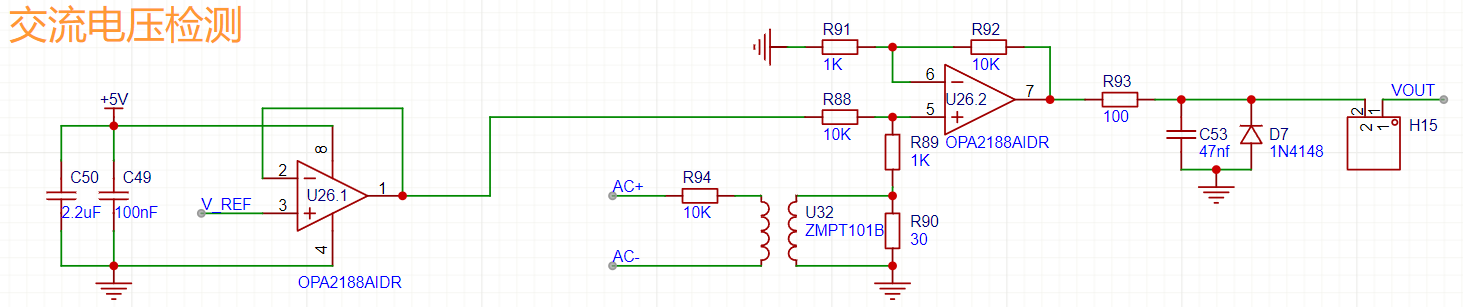 交流电压检测
+5V
C50
2.2uF
C49
100nF
V_REF
2
3
8
4
1
U26.1
OPA2188AIDR
R91
1K
R92
10K
R88
10K
R89
1K
6
5
7
U26.2
OPA2188AIDR
AC+
AC-
R94
10K
U32
ZMPT101B
R90
30
R93
100
C53
47nf
D7
1N4148
2
1
2
1
H15
VOUT